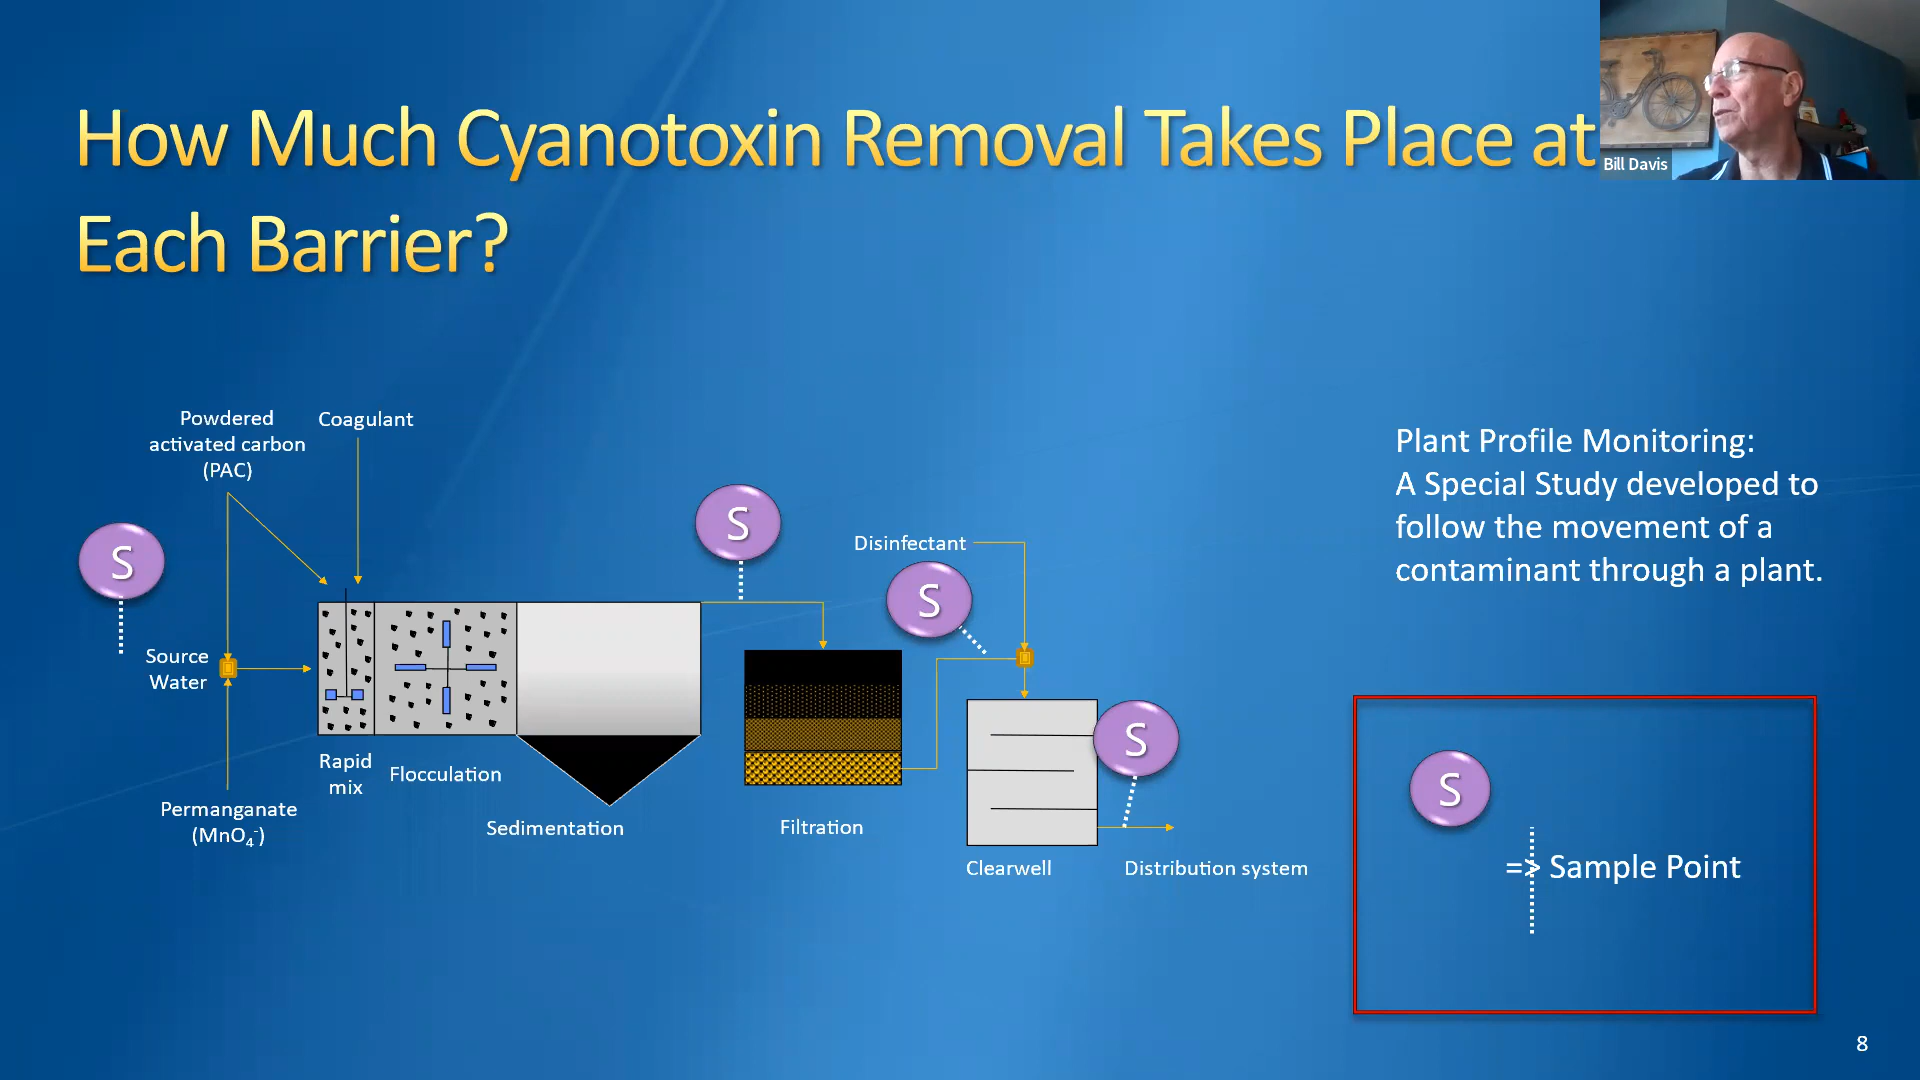 How Much Cyanotoxin Removal Takes Place at
Each Barrier?
Bill Davis
Powdered
activated carbon
(PAC)
Coagulant
S
S
Disinfectant
S
Source
Water
S
Rapid
mix
Flocculation
Sedimentation
Filtration
Clearwell
Distribution system
Permanganate
(MnO₄⁻)
Plant Profile Monitoring:
A Special Study developed to
follow the movement of a
contaminant through a plant.
S
=> Sample Point
8